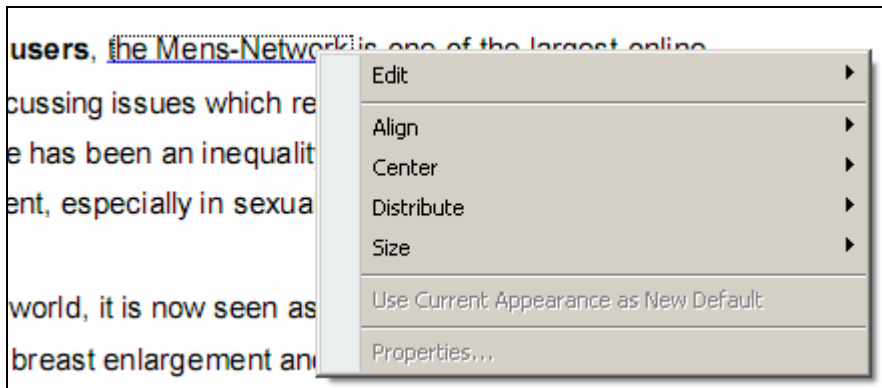 users, the Mens-Network is one of the largest online
cussing issues which re
e has been an inequalit
ent, especially in sexua
world, it is now seen as
breast enlargement an
Edit
Align
Center
Distribute
Size
Use Current Appearance as New Default
Properties...